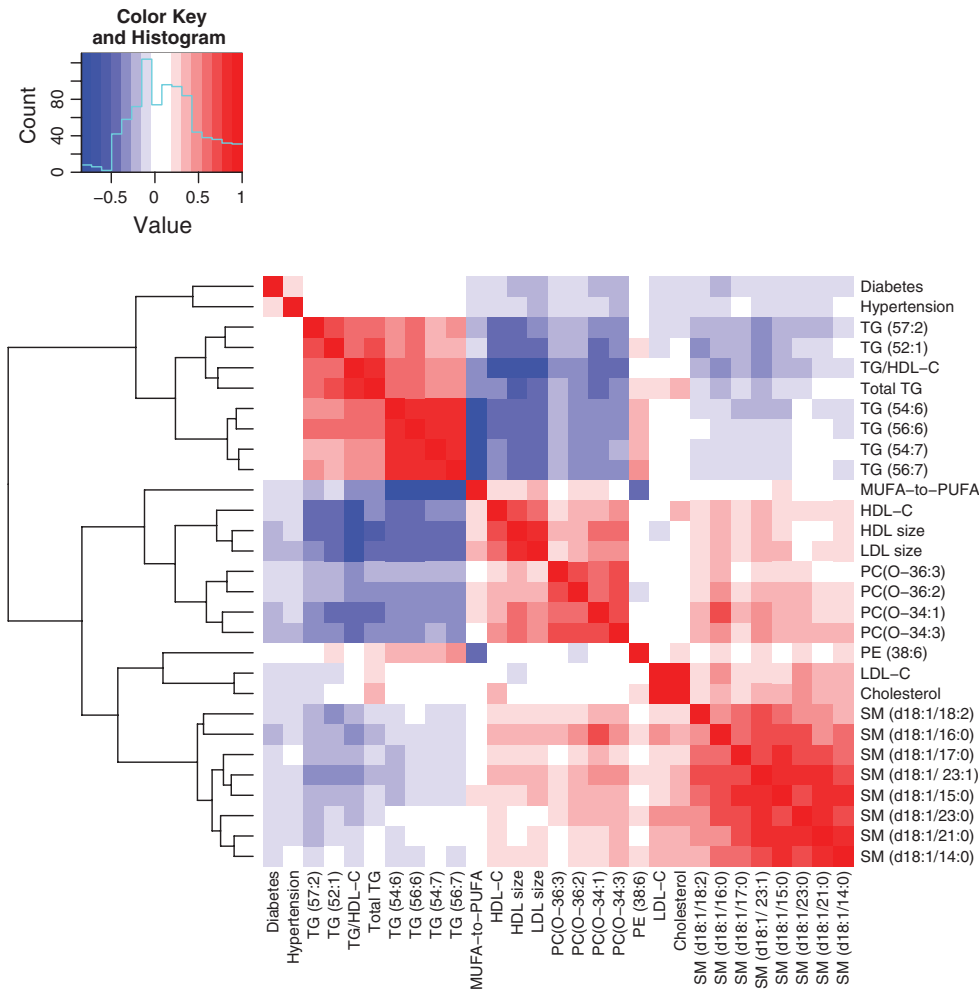 Color Key
and Histogram
Count
0 40 80
−0.5 0 0.5 1
Value
Diabetes
Hypertension
TG (57:2)
TG (52:1)
TG/HDL−C
Total TG
TG (54:6)
TG (56:6)
TG (54:7)
TG (56:7)
MUFA−to−PUFA
HDL−C
HDL size
LDL size
PC(O−36:3)
PC(O−36:2)
PC(O−34:1)
PC(O−34:3)
PE (38:6)
LDL−C
Cholesterol
SM (d18:1/18:2)
SM (d18:1/16:0)
SM (d18:1/17:0)
SM (d18:1/ 23:1)
SM (d18:1/15:0)
SM (d18:1/23:0)
SM (d18:1/21:0)
SM (d18:1/14:0)
Diabetes
Hypertension
TG (57:2)
TG (52:1)
TG/HDL−C
Total TG
TG (54:6)
TG (56:6)
TG (54:7)
TG (56:7)
MUFA−to−PUFA
HDL−C
HDL size
LDL size
PC(O−36:3)
PC(O−36:2)
PC(O−34:1)
PC(O−34:3)
PE (38:6)
LDL−C
Cholesterol
SM (d18:1/18:2)
SM (d18:1/16:0)
SM (d18:1/17:0)
SM (d18:1/ 23:1)
SM (d18:1/15:0)
SM (d18:1/23:0)
SM (d18:1/21:0)
SM (d18:1/14:0)